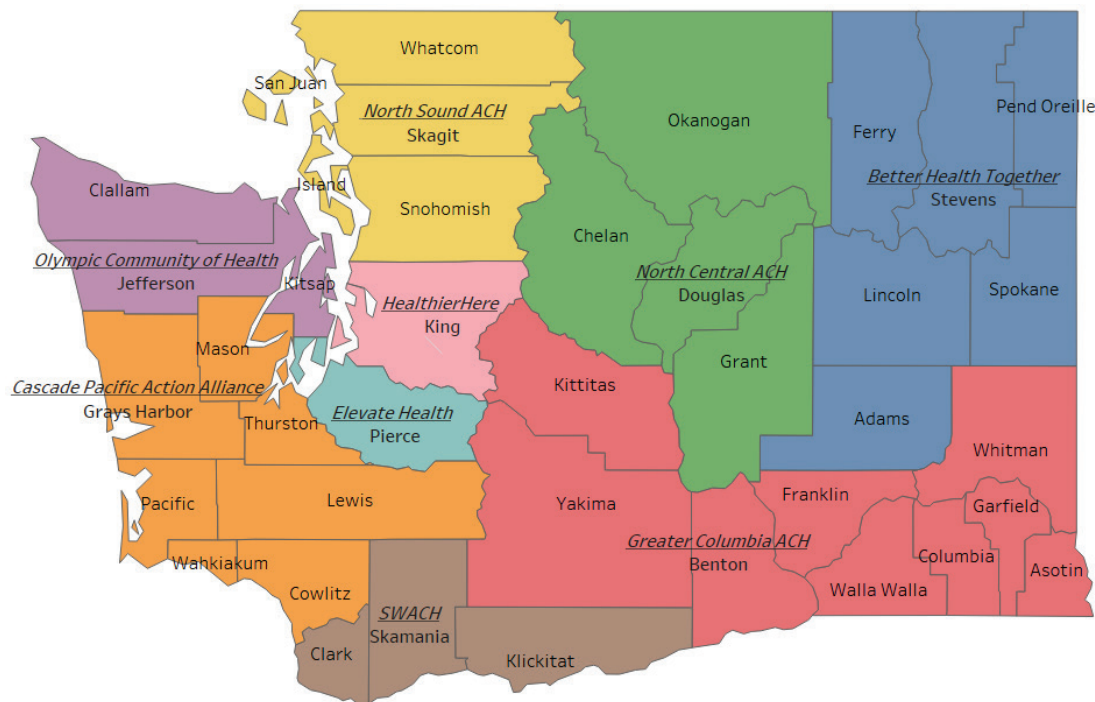 Whatcom
San Juan
North Sound ACH
Skagit
Island
Snohomish
Clallam
Olympic Community of Health
Jefferson
Kitsap
HealthierHere
King
Mason
Cascade Pacific Action Alliance
Grays Harbor
Thurston
Elevate Health
Pierce
Pacific
Lewis
Wahkiakum
Cowlitz
SWACH
Skamania
Clark
Klickitat
Okanogan
Chelan
North Central ACH
Douglas
Grant
Ferry
Pend Oreille
Better Health Together
Stevens
Lincoln
Spokane
Adams
Kittitas
Yakima
Greater Columbia ACH
Benton
Franklin
Whitman
Garfield
Columbia
Walla Walla
Asotin